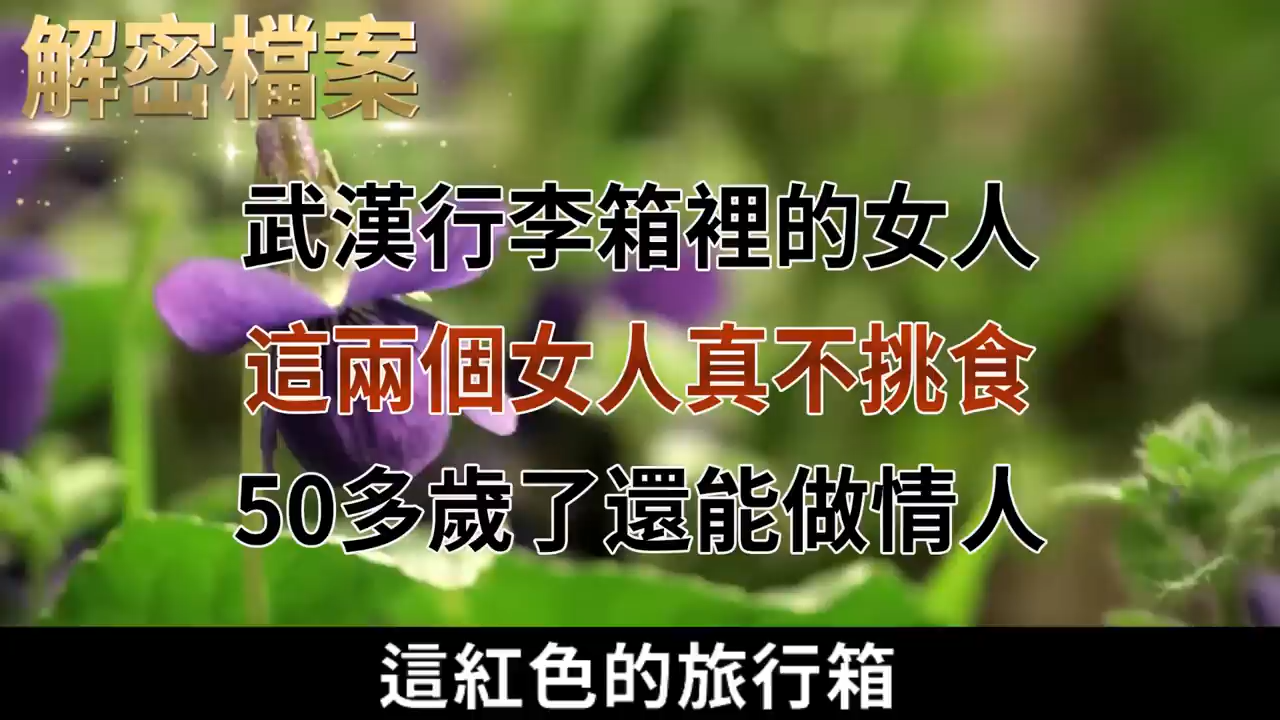 解密檔案
武漢行李箱裡的女人
這兩個女人真不挑食
50多歲了還能做情人
這紅色的旅行箱